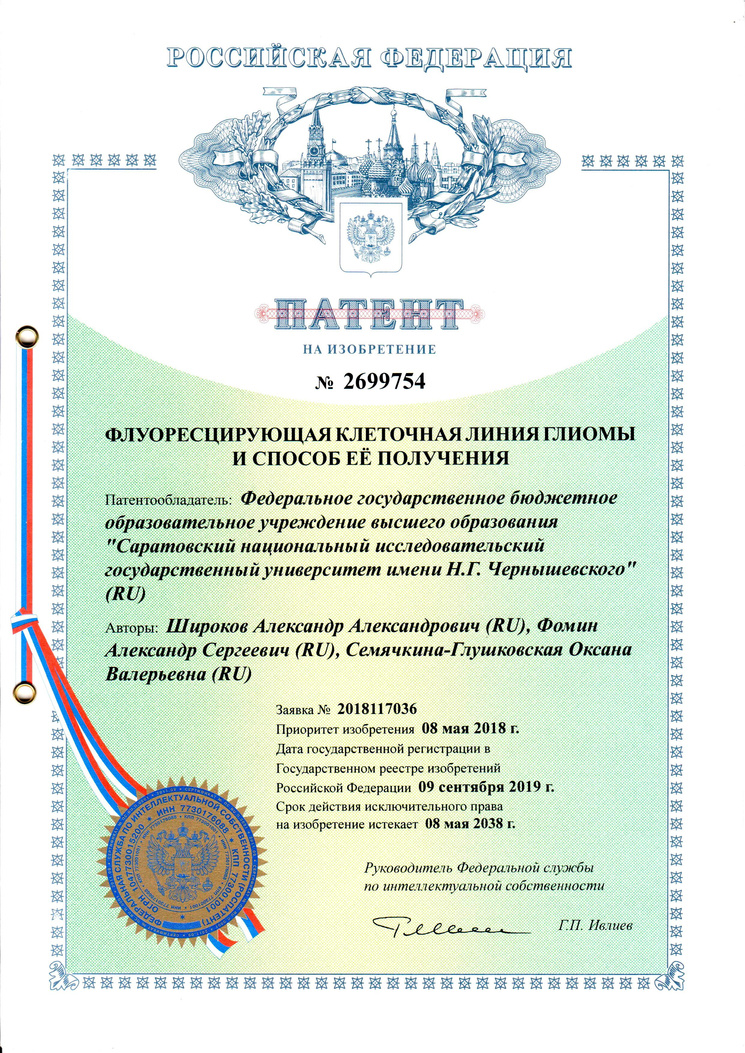 РОССИЙСКАЯ ФЕДЕРАЦИЯ
ПАТЕНТ
НА ИЗОБРЕТЕНИЕ
№ 2699754
ФЛУОРЕСЦИРУЮЩАЯ КЛЕТОЧНАЯ ЛИНИЯ ГЛИОМЫ
И СПОСОБ ЕЁ ПОЛУЧЕНИЯ
Патентообладатель: Федеральное государственное бюджетное
образовательное учреждение высшего образования
"Саратовский национальный исследовательский
государственный университет имени Н.Г. Чернышевского"
(RU)
Авторы: Широков Александр Александрович (RU), Фомин
Александр Сергеевич (RU), Семячкина-Глушковская Оксана
Валерьевна (RU)
Заявка № 2018117036
Приоритет изобретения 08 мая 2018 г.
Дата государственной регистрации в
Государственном реестре изобретений
Российской Федерации 09 сентября 2019 г.
Срок действия исключительного права
на изобретение истекает 08 мая 2038 г.
Руководитель Федеральной службы
по интеллектуальной собственности
Г.П. Ивлиев
ФЕДЕРАЛЬНАЯ СЛУЖБА ПО ИНТЕЛЛЕКТУАЛЬНОЙ СОБСТВЕННОСТИ (РОСПАТЕНТ)
ОГРН 1047730015200 * ИНН 7730176088 * КПП 773001001